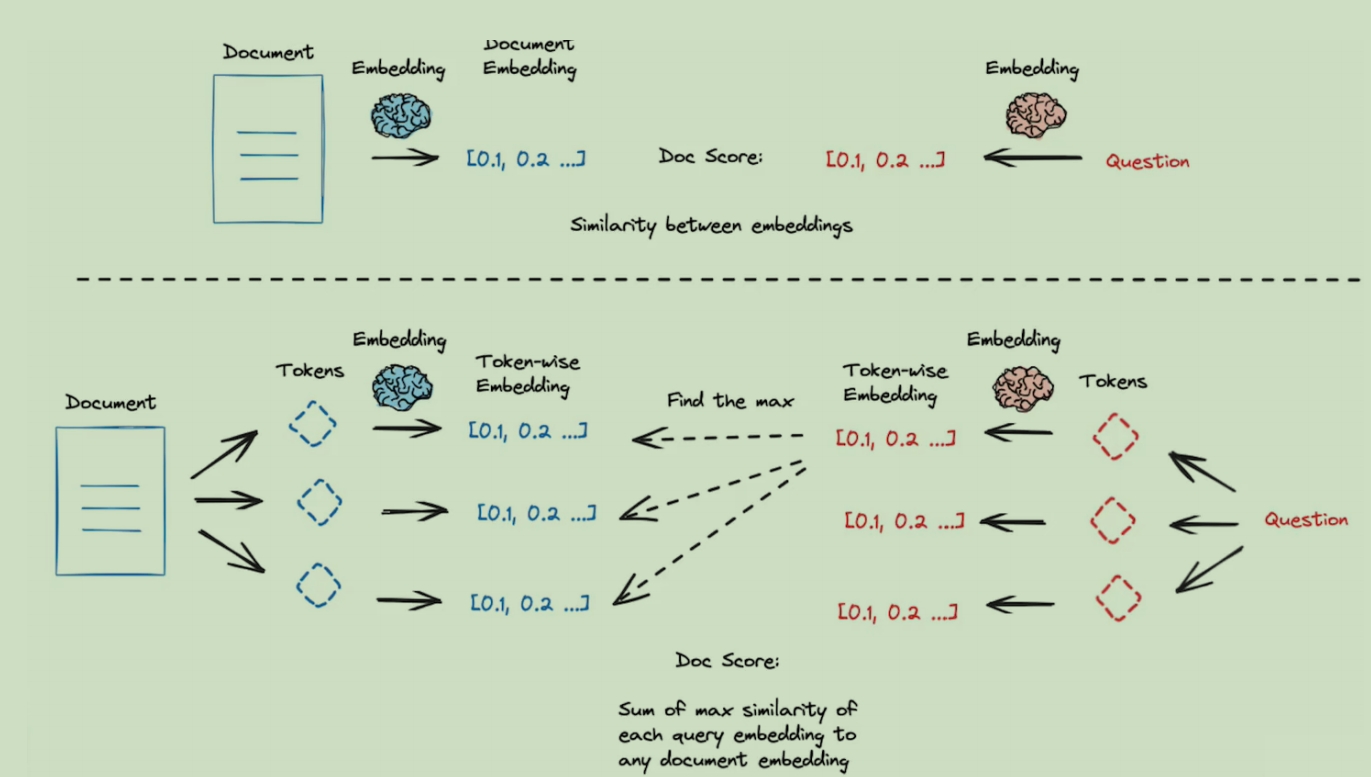 Document
Embedding
Document
Embedding
[0.1, 0.2 ...]
Doc Score:
[0.1, 0.2 ...]
Embedding
Question
Similarity between embeddings
Document
Tokens
Embedding
Token-wise
Embedding
[0.1, 0.2 ...]
[0.1, 0.2 ...]
[0.1, 0.2 ...]
Find the max
Token-wise
Embedding
[0.1, 0.2 ...]
[0.1, 0.2 ...]
[0.1, 0.2 ...]
Embedding
Tokens
Question
Doc Score:
Sum of max similarity of
each query embedding to
any document embedding